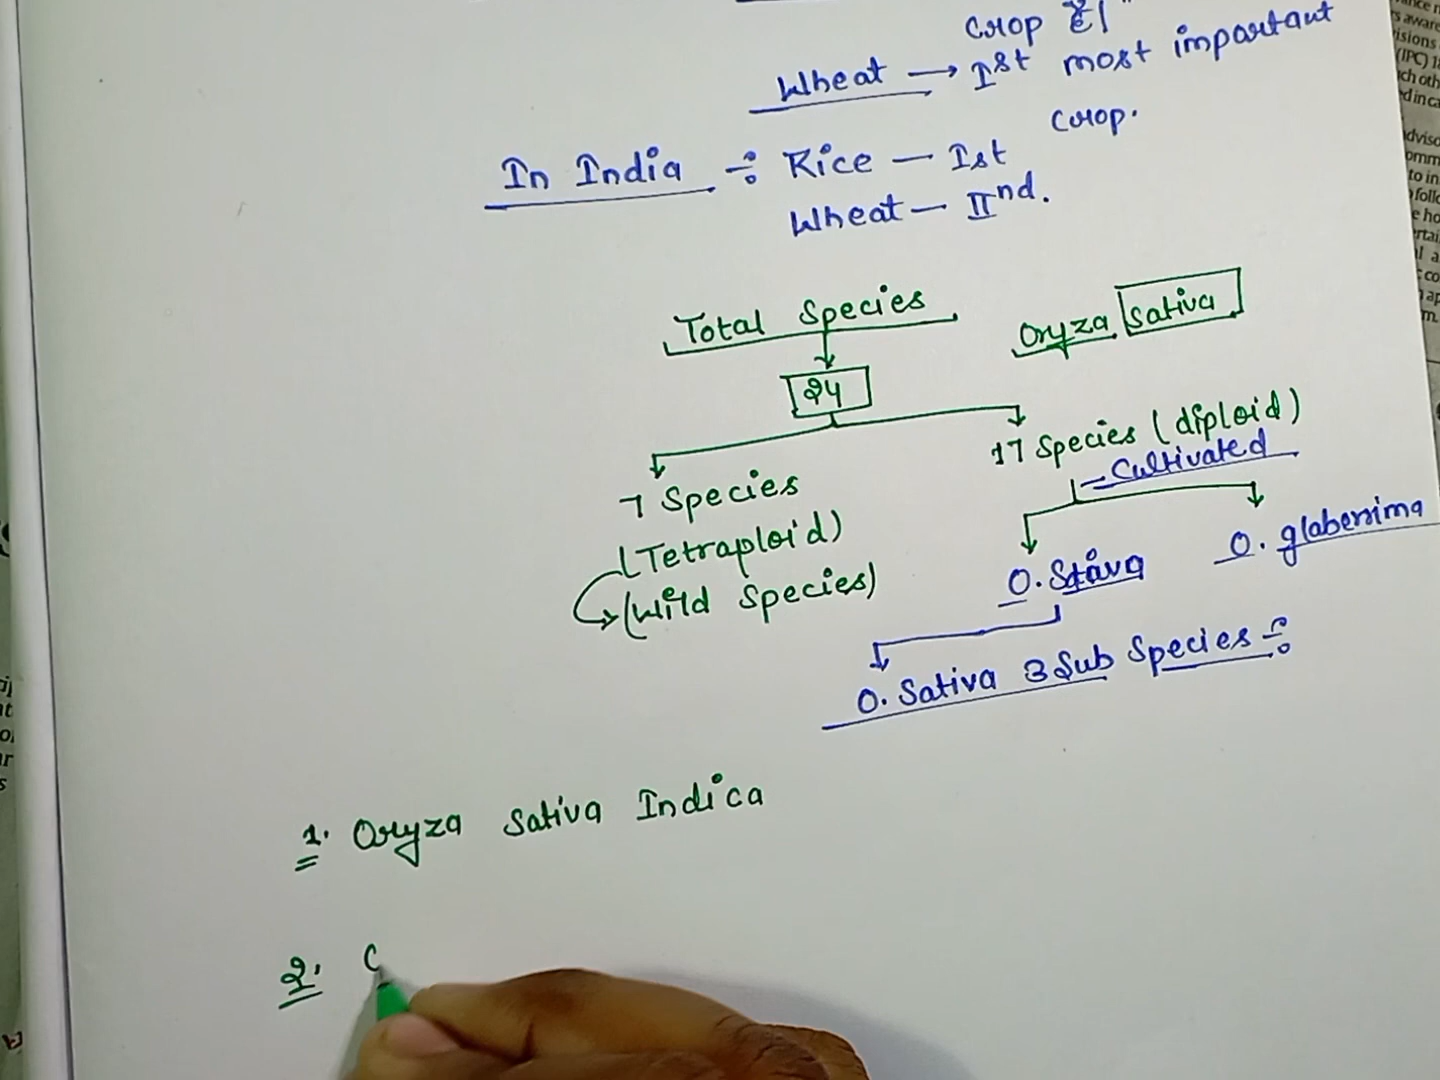 crop है।
Wheat → Ist most important
crop.
In India ÷ Rice — Ist
Wheat — IInd.
Total Species
Oryza sativa
24
7 Species
(Tetraploid)
(Wild Species)
17 Species (diploid)
Cultivated
O. Stava
O. glaberrima
O. Sativa 3 Sub Species ÷
1. Oryza sativa Indica
2.